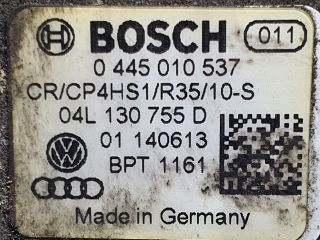 BOSCH 011
0 445 010 537
CR/CP4HS1/R35/10-S
04L 130 755 D
01 140613
BPT 1161
Made in Germany